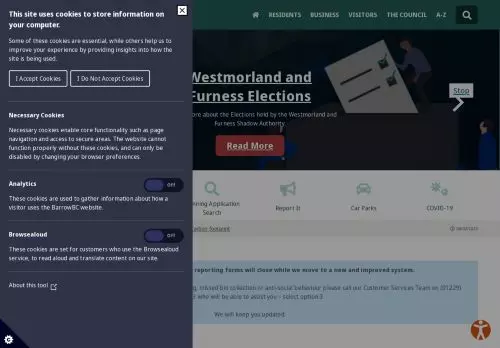 This site uses cookies to store information on
your computer.
Some of these cookies are essential, while others help us to
improve your experience by providing insights into how the
site is being used.
I Accept Cookies
I Do Not Accept Cookies
Necessary Cookies
Necessary cookies enable core functionality such as page
navigation and access to secure areas. The website cannot
function properly without these cookies, and can only be
disabled by changing your browser preferences.
Analytics
Off
These cookies are used to gather information about how a
visitor uses the BarrowBC website.
Browsealoud
Off
These cookies are set for customers who use the Browsealoud
service, to read aloud and translate content on our site.
About this tool
RESIDENTS
BUSINESS
VISITORS
THE COUNCIL
A-Z
Westmorland and
Furness Elections
more about the Elections held by the Westmorland and
Furness Shadow Authority.
Read More
Stop
Planning Application
Search
Report It
Car Parks
COVID-19
reporting forms will close while we move to a new and improved system.
missed bin collection or anti-social behaviour please call our Customer Services Team on (01229)
who will be able to assist you - select option 3
We will keep you updated.